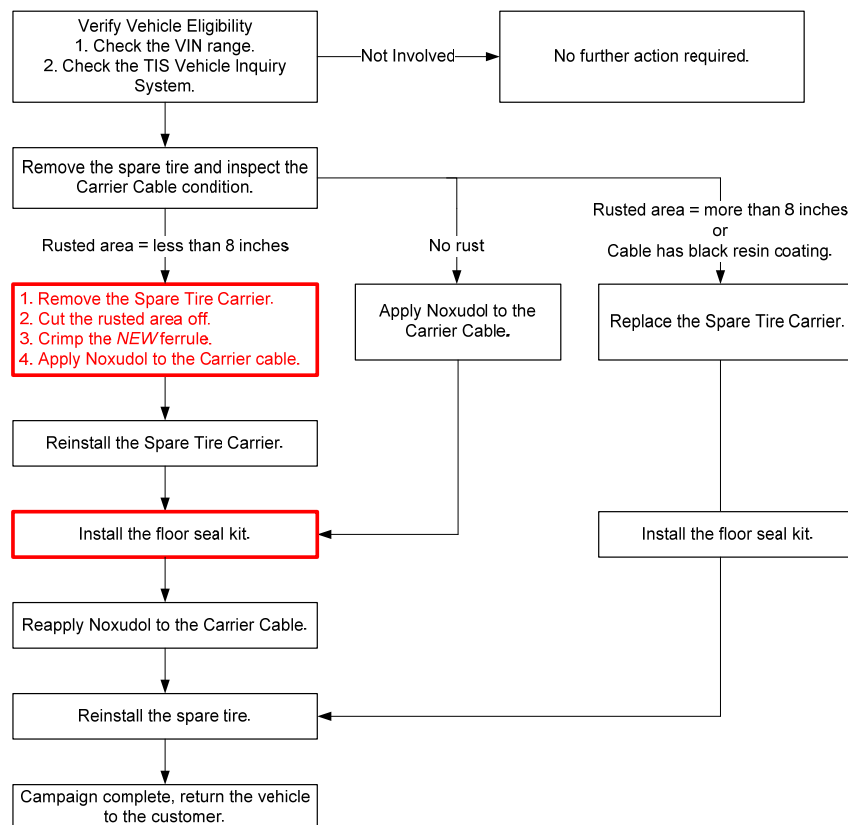 Verify Vehicle Eligibility
1. Check the VIN range.
2. Check the TIS Vehicle Inquiry
System.
Not Involved
No further action required.
Remove the spare tire and inspect the
Carrier Cable condition.
Rusted area = less than 8 inches
No rust
Rusted area = more than 8 inches
or
Cable has black resin coating.
1. Remove the Spare Tire Carrier.
2. Cut the rusted area off.
3. Crimp the NEW ferrule.
4. Apply Noxudol to the Carrier cable.
Apply Noxudol to the
Carrier Cable.
Replace the Spare Tire Carrier.
Reinstall the Spare Tire Carrier.
Install the floor seal kit.
Install the floor seal kit.
Reapply Noxudol to the Carrier Cable.
Reinstall the spare tire.
Campaign complete, return the vehicle
to the customer.